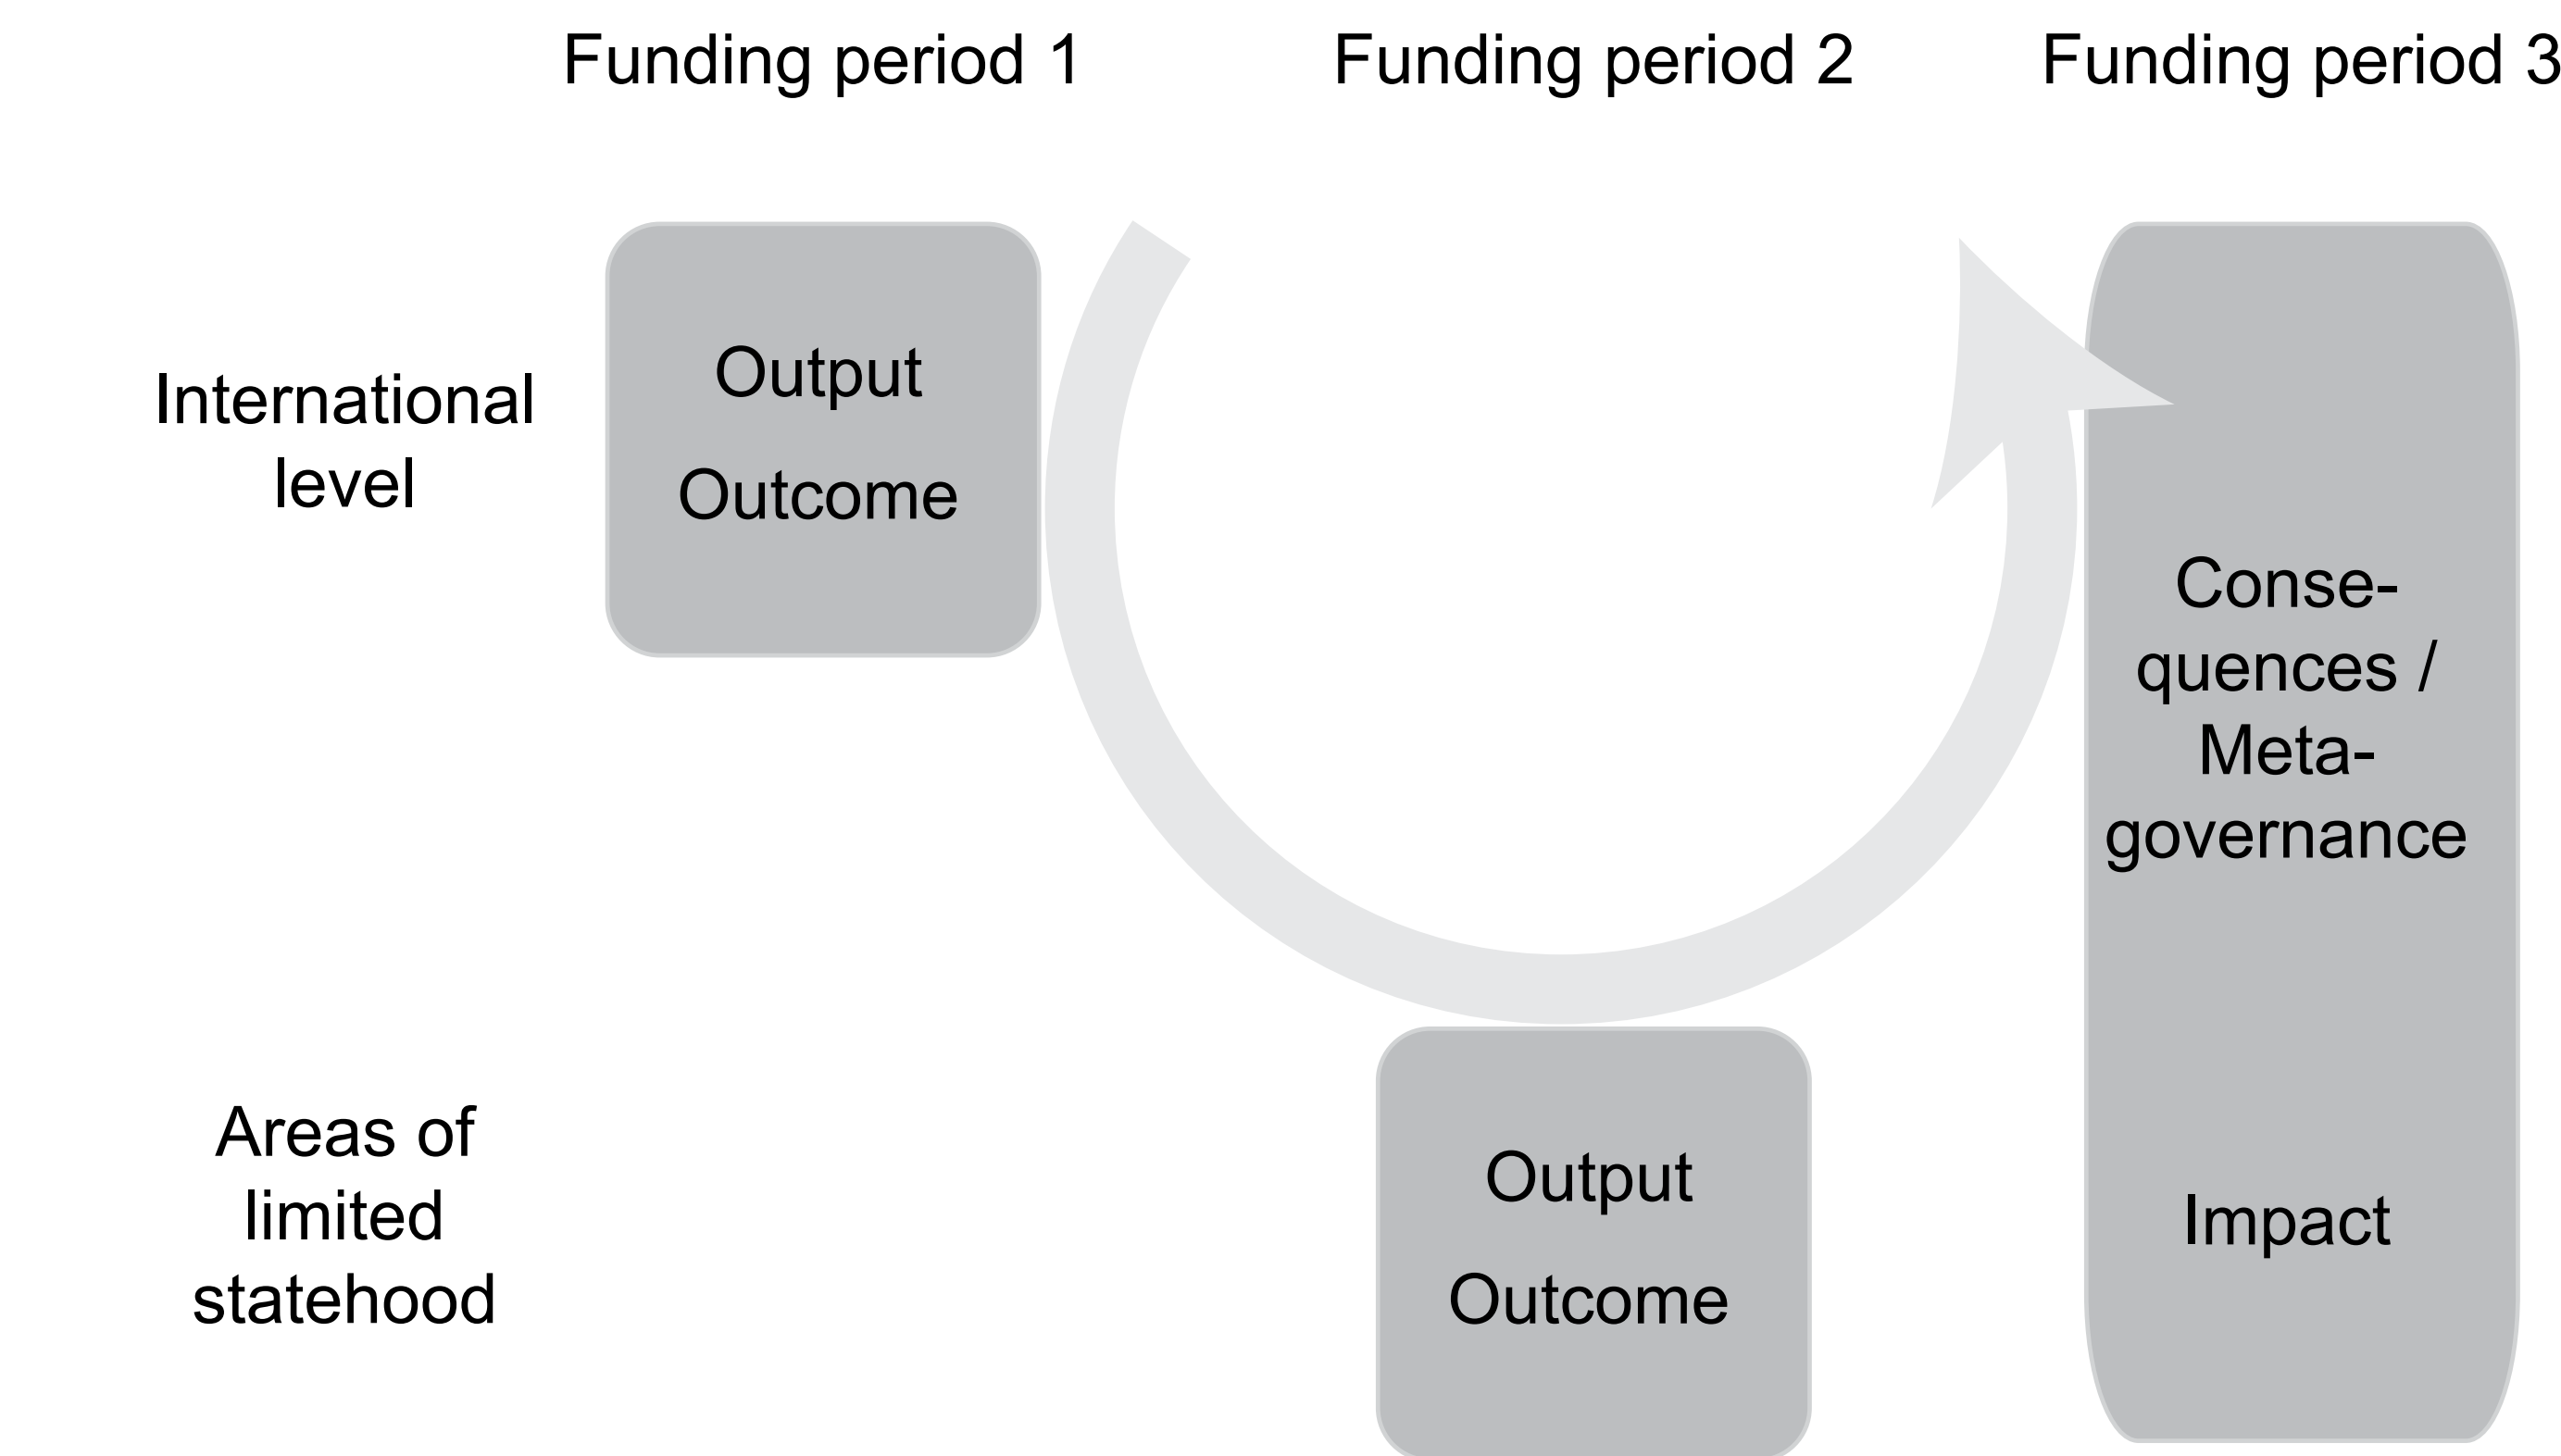 Funding period 1
Funding period 2
Funding period 3
International
level
Output
Outcome
Conse-
quences /
Meta-
governance
Areas of
limited
statehood
Output
Outcome
Impact